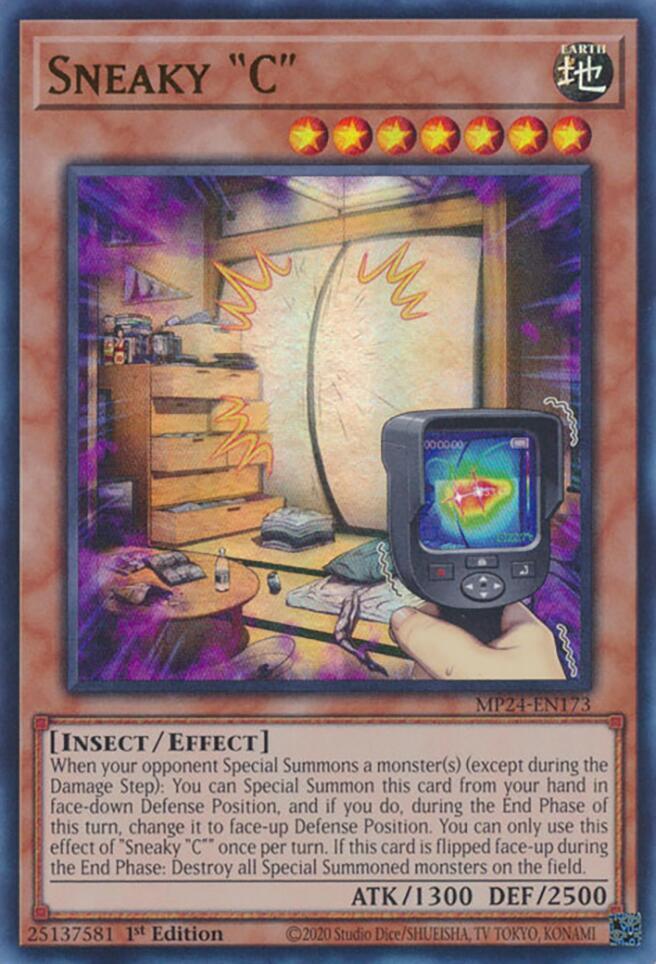 SNEAKY "C"
EARTH
地
00:00:00
MP24-EN173
[INSECT/EFFECT]
When your opponent Special Summons a monster(s) (except during the
Damage Step): You can Special Summon this card from your hand in
face-down Defense Position, and if you do, during the End Phase of
this turn, change it to face-up Defense Position. You can only use this
effect of "Sneaky "C"" once per turn. If this card is flipped face-up during
the End Phase: Destroy all Special Summoned monsters on the field.
ATK/1300 DEF/2500
25137581 1st Edition ©2020 Studio Dice/SHUEISHA, TV TOKYO, KONAMI